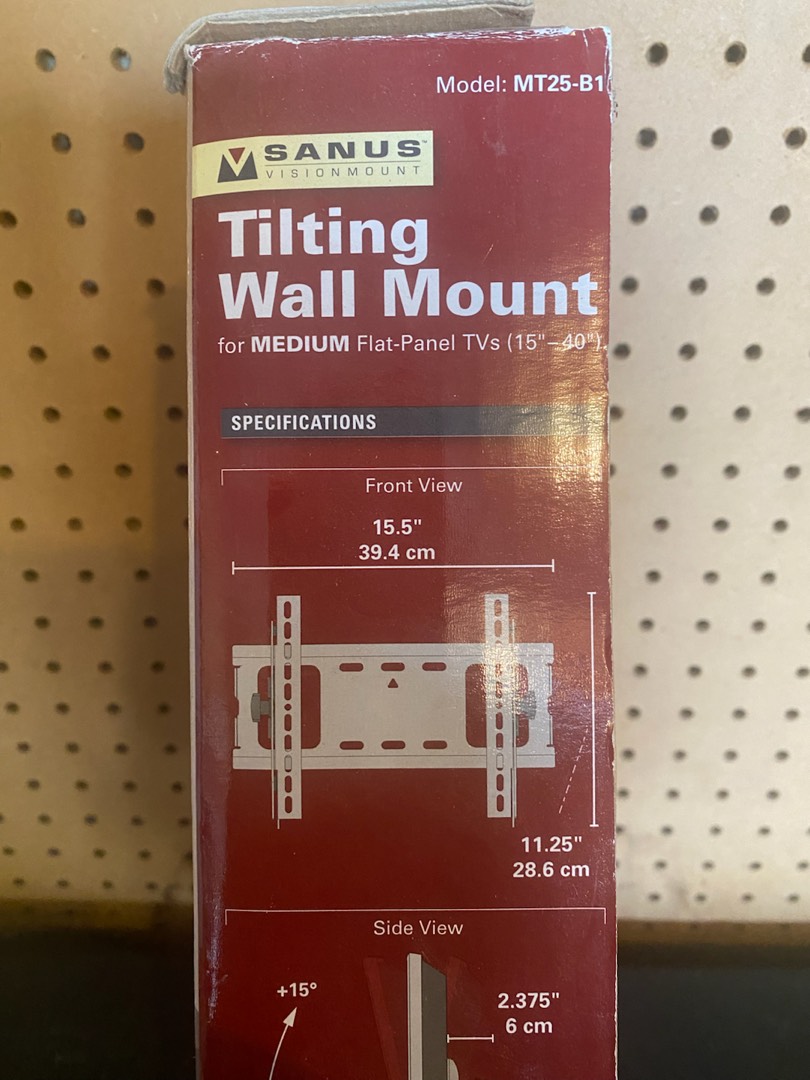 Model: MT25-B1
SANUS™
VISIONMOUNT
Tilting
Wall Mount
for MEDIUM Flat-Panel TVs (15"–40")
SPECIFICATIONS
Front View
15.5"
39.4 cm
11.25"
28.6 cm
Side View
+15°
2.375"
6 cm